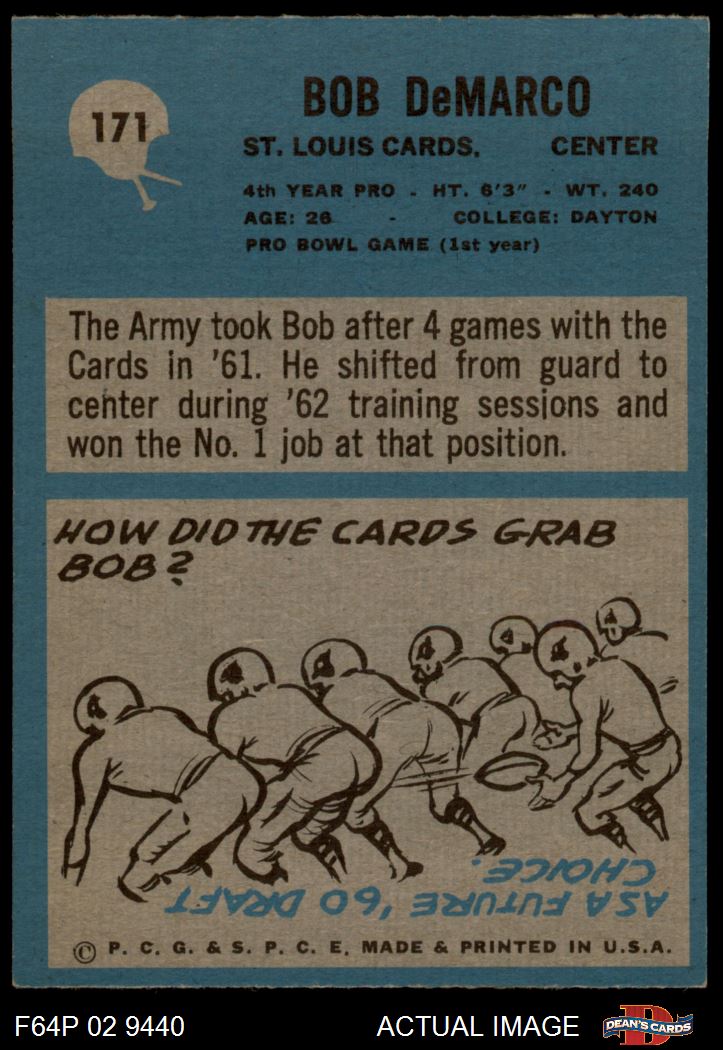 171
BOB DeMARCO
ST. LOUIS CARDS. CENTER
4th YEAR PRO - HT. 6'3" - WT. 240
AGE: 26 - COLLEGE: DAYTON
PRO BOWL GAME (1st year)
The Army took Bob after 4 games with the
Cards in '61. He shifted from guard to
center during '62 training sessions and
won the No. 1 job at that position.
HOW DID THE CARDS GRAB
BOB?
AS A FUTURE '60 DRAFT
CHOICE.
© P. C. G. & S. P. C. E. MADE & PRINTED IN U.S.A.
F64P 02 9440 ACTUAL IMAGE
DEAN'S CARDS